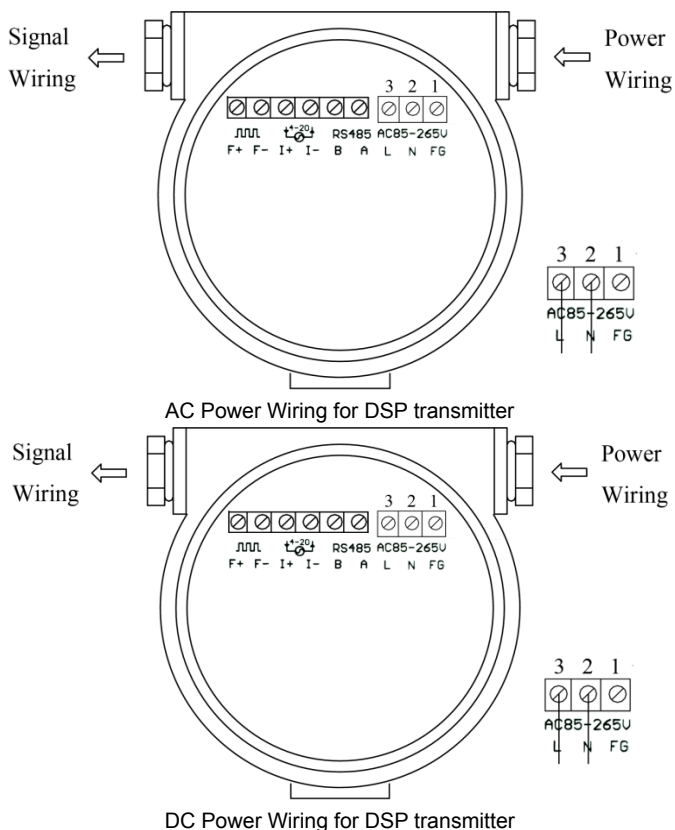 Signal
Wiring
Power
Wiring
3 2 1
4-20
RS485 AC85-265V
F+ F- I+ I- B A L N FG
3 2 1
AC85-265V
L N FG
AC Power Wiring for DSP transmitter
Signal
Wiring
Power
Wiring
3 2 1
4-20
RS485 AC85-265V
F+ F- I+ I- B A L N FG
3 2 1
AC85-265V
L N FG
DC Power Wiring for DSP transmitter